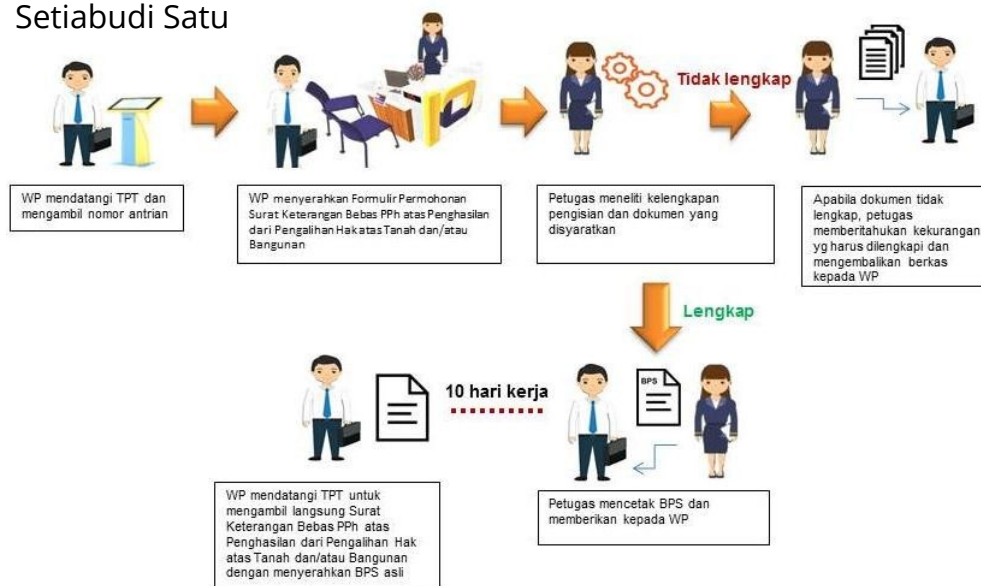 Setiabudi Satu
Tidak lengkap
WP mendatangi TPT dan
mengambil nomor antrian
WP menyerahkan Formulir Permohonan
Surat Keterangan Bebas PPh atas Penghasilan
dari Pengalihan Hak atas Tanah dan/atau
Bangunan
Petugas meneliti kelengkapan
pengisian dan dokumen yang
disyaratkan
Apabila dokumen tidak
lengkap, petugas
memberitahukan kekurangan
yg harus dilengkapi dan
mengembalikan berkas
kepada WP
Lengkap
BPS
10 hari kerja
WP mendatangi TPT untuk
mengambil langsung Surat
Keterangan Bebas PPh atas
Penghasilan dari Pengalihan Hak
atas Tanah dan/atau Bangunan
dengan menyerahkan BPS asli
Petugas mencetak BPS dan
memberikan kepada WP